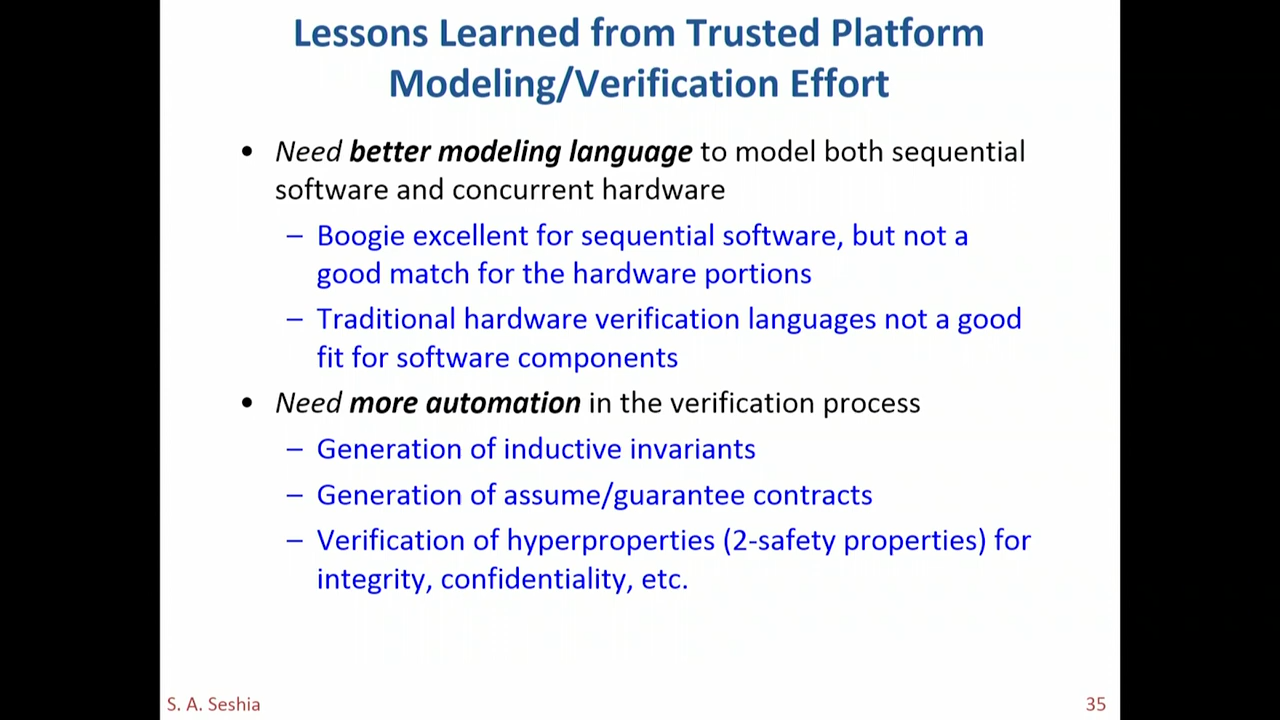 Lessons Learned from Trusted Platform
Modeling/Verification Effort
• Need better modeling language to model both sequential
software and concurrent hardware
– Boogie excellent for sequential software, but not a
good match for the hardware portions
– Traditional hardware verification languages not a good
fit for software components
• Need more automation in the verification process
– Generation of inductive invariants
– Generation of assume/guarantee contracts
– Verification of hyperproperties (2-safety properties) for
integrity, confidentiality, etc.
S. A. Seshia
35